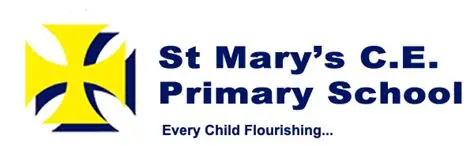 St Mary's C.E.
Primary School
Every Child Flourishing...